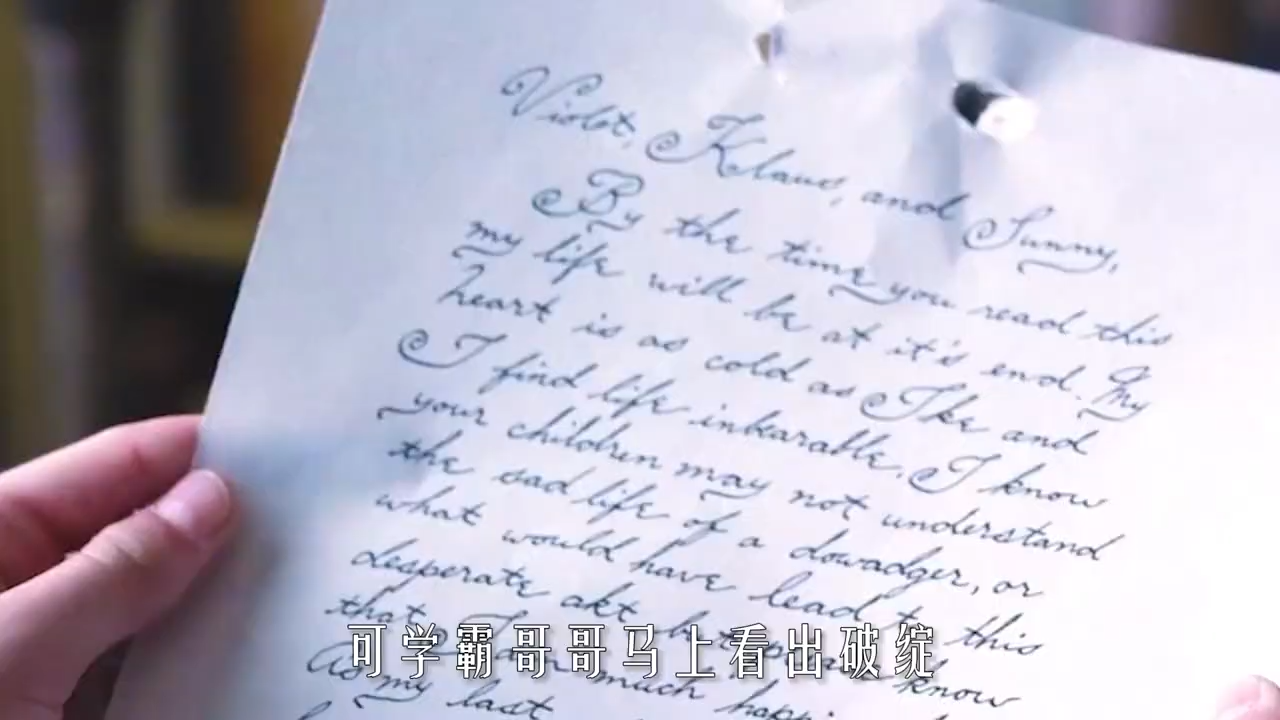 Violet, Klaus, and Sunny,
By the time you read this
my life will be at it's end. My
heart is as cold as Ike and
I find life inbearable. I know
your children may not understand
the sad life of a dowadger, or
what would have lead to this
desperate akt know
that much
As my last
可学霸哥哥马上看出破绽